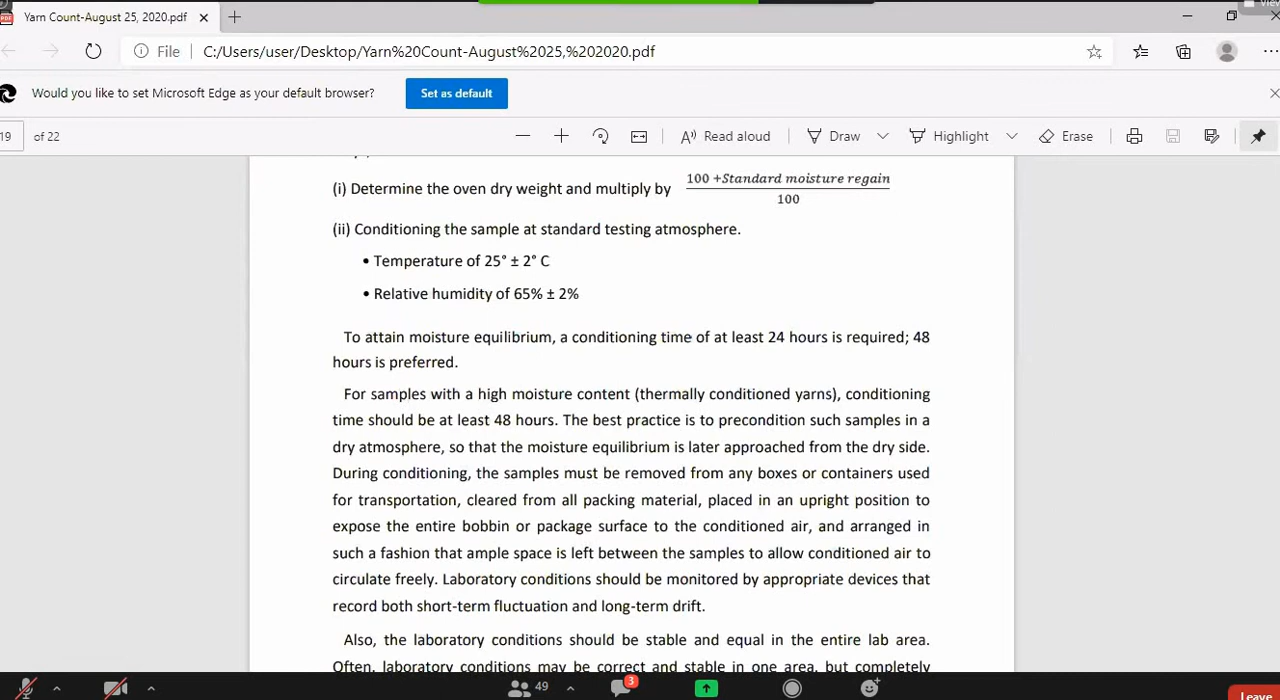 Yarn Count-August 25, 2020.pdf
View
File
C:/Users/user/Desktop/Yarn%20Count-August%2025,%202020.pdf
Would you like to set Microsoft Edge as your default browser?
Set as default
19 of 22
Read aloud
Draw
Highlight
Erase
(i) Determine the oven dry weight and multiply by 100 +Standard moisture regain
100
(ii) Conditioning the sample at standard testing atmosphere.
• Temperature of 25° ± 2° C
• Relative humidity of 65% ± 2%
To attain moisture equilibrium, a conditioning time of at least 24 hours is required; 48
hours is preferred.
For samples with a high moisture content (thermally conditioned yarns), conditioning
time should be at least 48 hours. The best practice is to precondition such samples in a
dry atmosphere, so that the moisture equilibrium is later approached from the dry side.
During conditioning, the samples must be removed from any boxes or containers used
for transportation, cleared from all packing material, placed in an upright position to
expose the entire bobbin or package surface to the conditioned air, and arranged in
such a fashion that ample space is left between the samples to allow conditioned air to
circulate freely. Laboratory conditions should be monitored by appropriate devices that
record both short-term fluctuation and long-term drift.
Also, the laboratory conditions should be stable and equal in the entire lab area.
Often, laboratory conditions may be correct and stable in one area, but completely
49
3
Leave